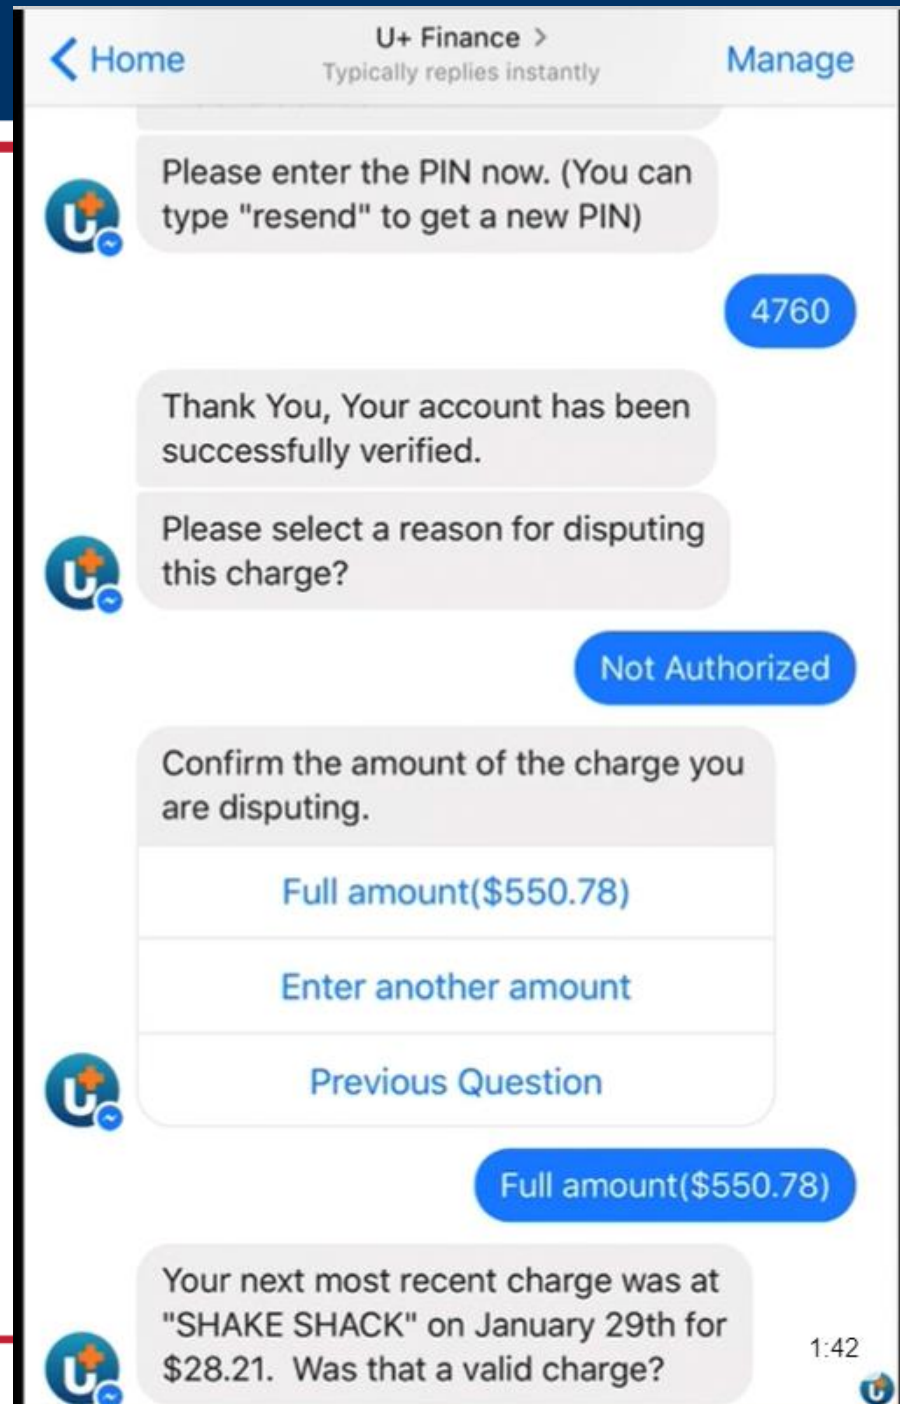 Home
U+ Finance >
Typically replies instantly
Manage
Please enter the PIN now. (You can
type "resend" to get a new PIN)
4760
Thank You, Your account has been
successfully verified.
Please select a reason for disputing
this charge?
Not Authorized
Confirm the amount of the charge you
are disputing.
Full amount($550.78)
Enter another amount
Previous Question
Full amount($550.78)
Your next most recent charge was at
"SHAKE SHACK" on January 29th for
$28.21.  Was that a valid charge?
1:42